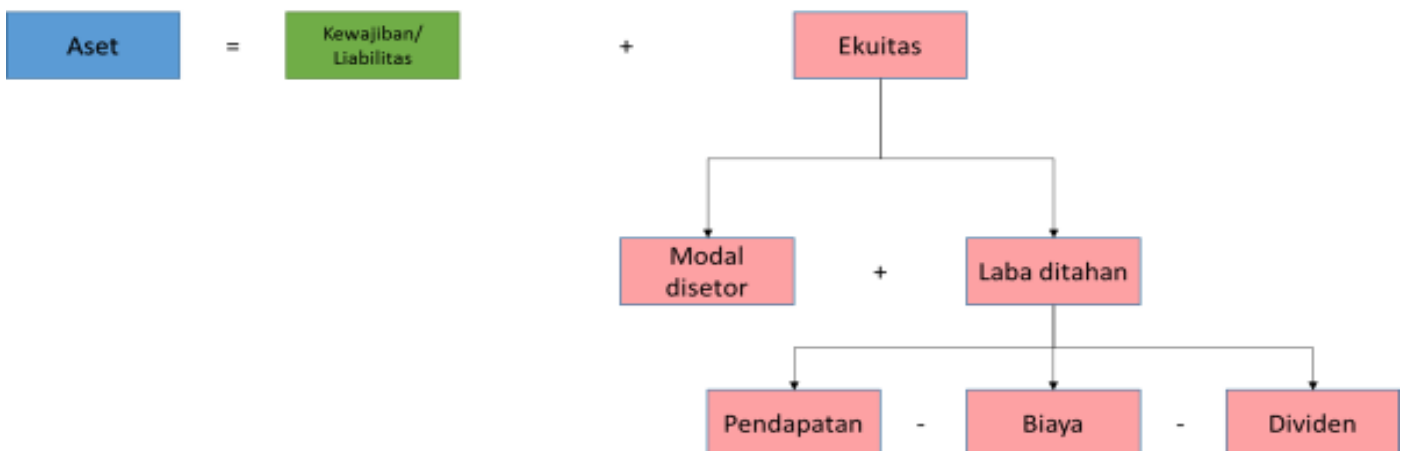 Aset = Kewajiban/
Liabilitas + Ekuitas
Modal
disetor + Laba ditahan
Pendapatan - Biaya - Dividen